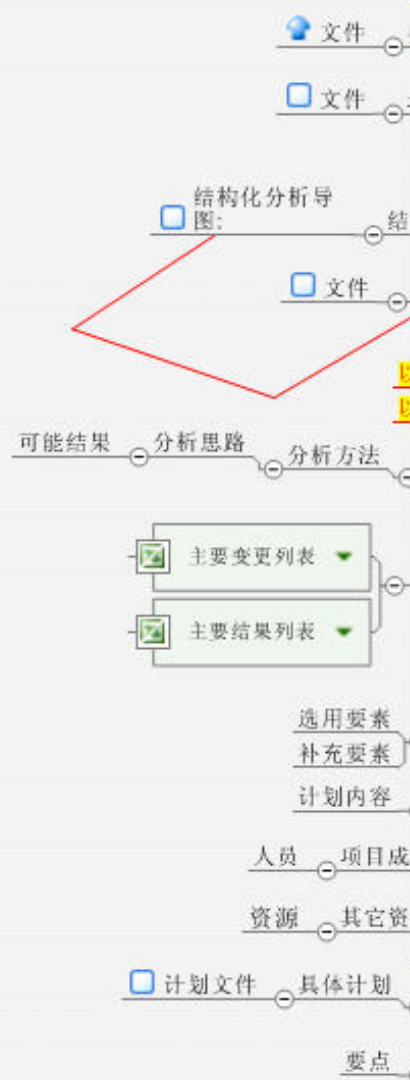 文件
文件
结构化分析导
图:
结
文件
以
以
可能结果
分析思路
分析方法
主要变更列表
主要结果列表
选用要素
补充要素
计划内容
人员
项目成
资源
其它资
计划文件
具体计划
要点